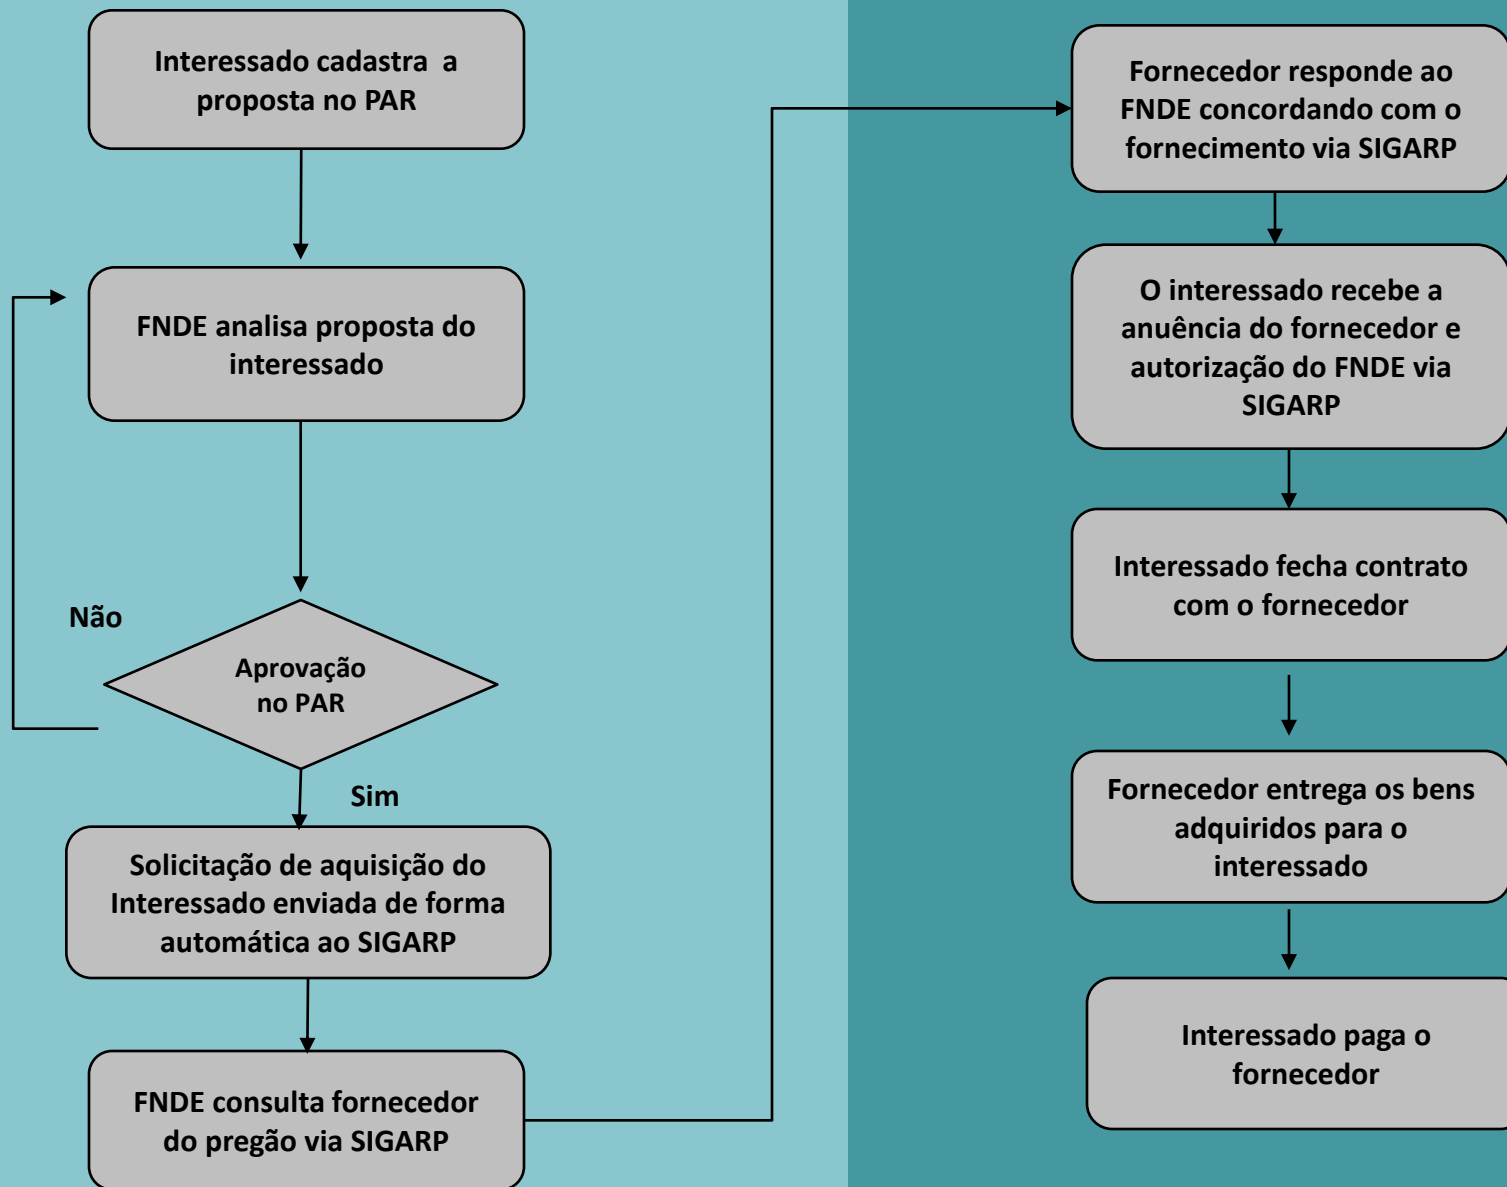 Interessado cadastra a
proposta no PAR
FNDE analisa proposta do
interessado
Não
Aprovação
no PAR
Sim
Solicitação de aquisição do
Interessado enviada de forma
automática ao SIGARP
FNDE consulta fornecedor
do pregão via SIGARP
Fornecedor responde ao
FNDE concordando com o
fornecimento via SIGARP
O interessado recebe a
anuência do fornecedor e
autorização do FNDE via
SIGARP
Interessado fecha contrato
com o fornecedor
Fornecedor entrega os bens
adquiridos para o
interessado
Interessado paga o
fornecedor